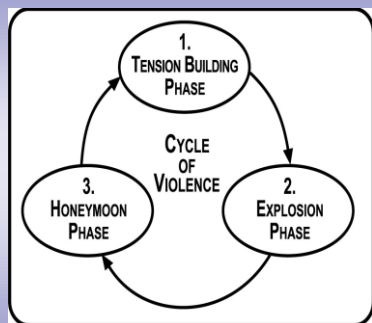 1.
TENSION BUILDING
PHASE
CYCLE
OF
VIOLENCE
2.
EXPLOSION
PHASE
3.
HONEYMOON
PHASE